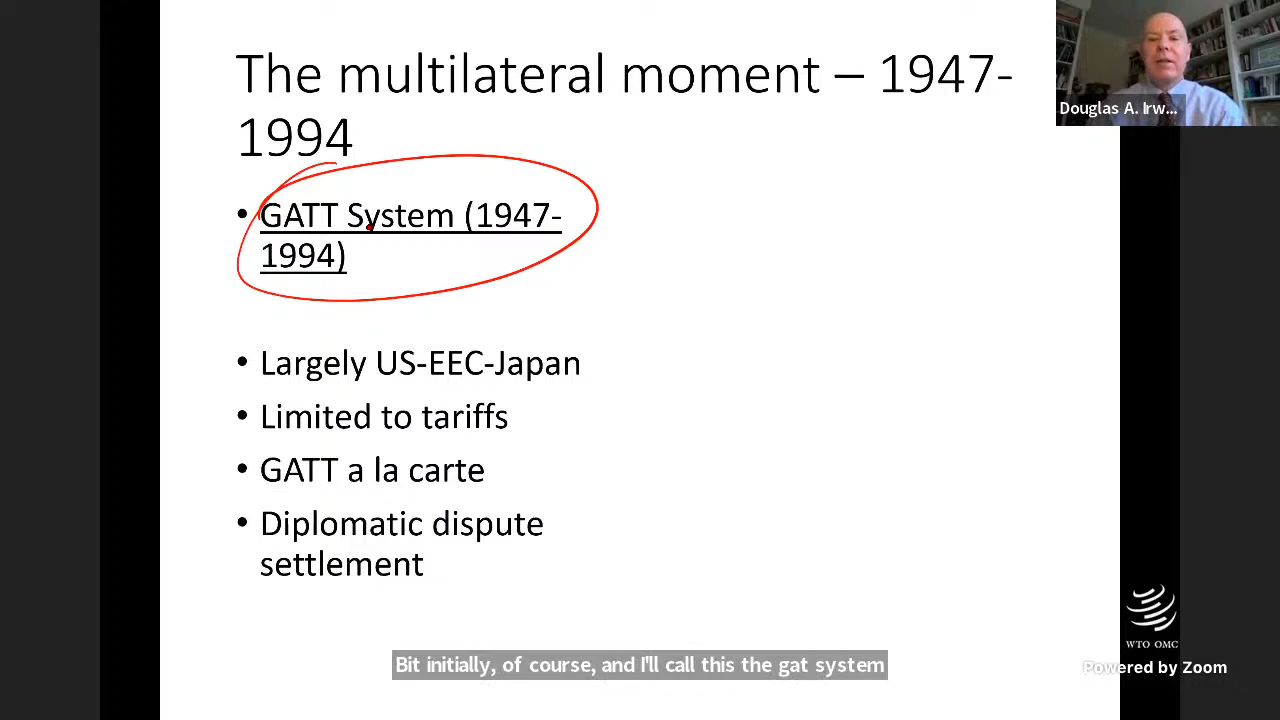 The multilateral moment – 1947-
1994
Douglas A. Irw...
• GATT System (1947-
1994)
• Largely US-EEC-Japan
• Limited to tariffs
• GATT a la carte
• Diplomatic dispute
settlement
WTO OMC
Bit initially, of course, and I'll call this the gat system
Powered by Zoom